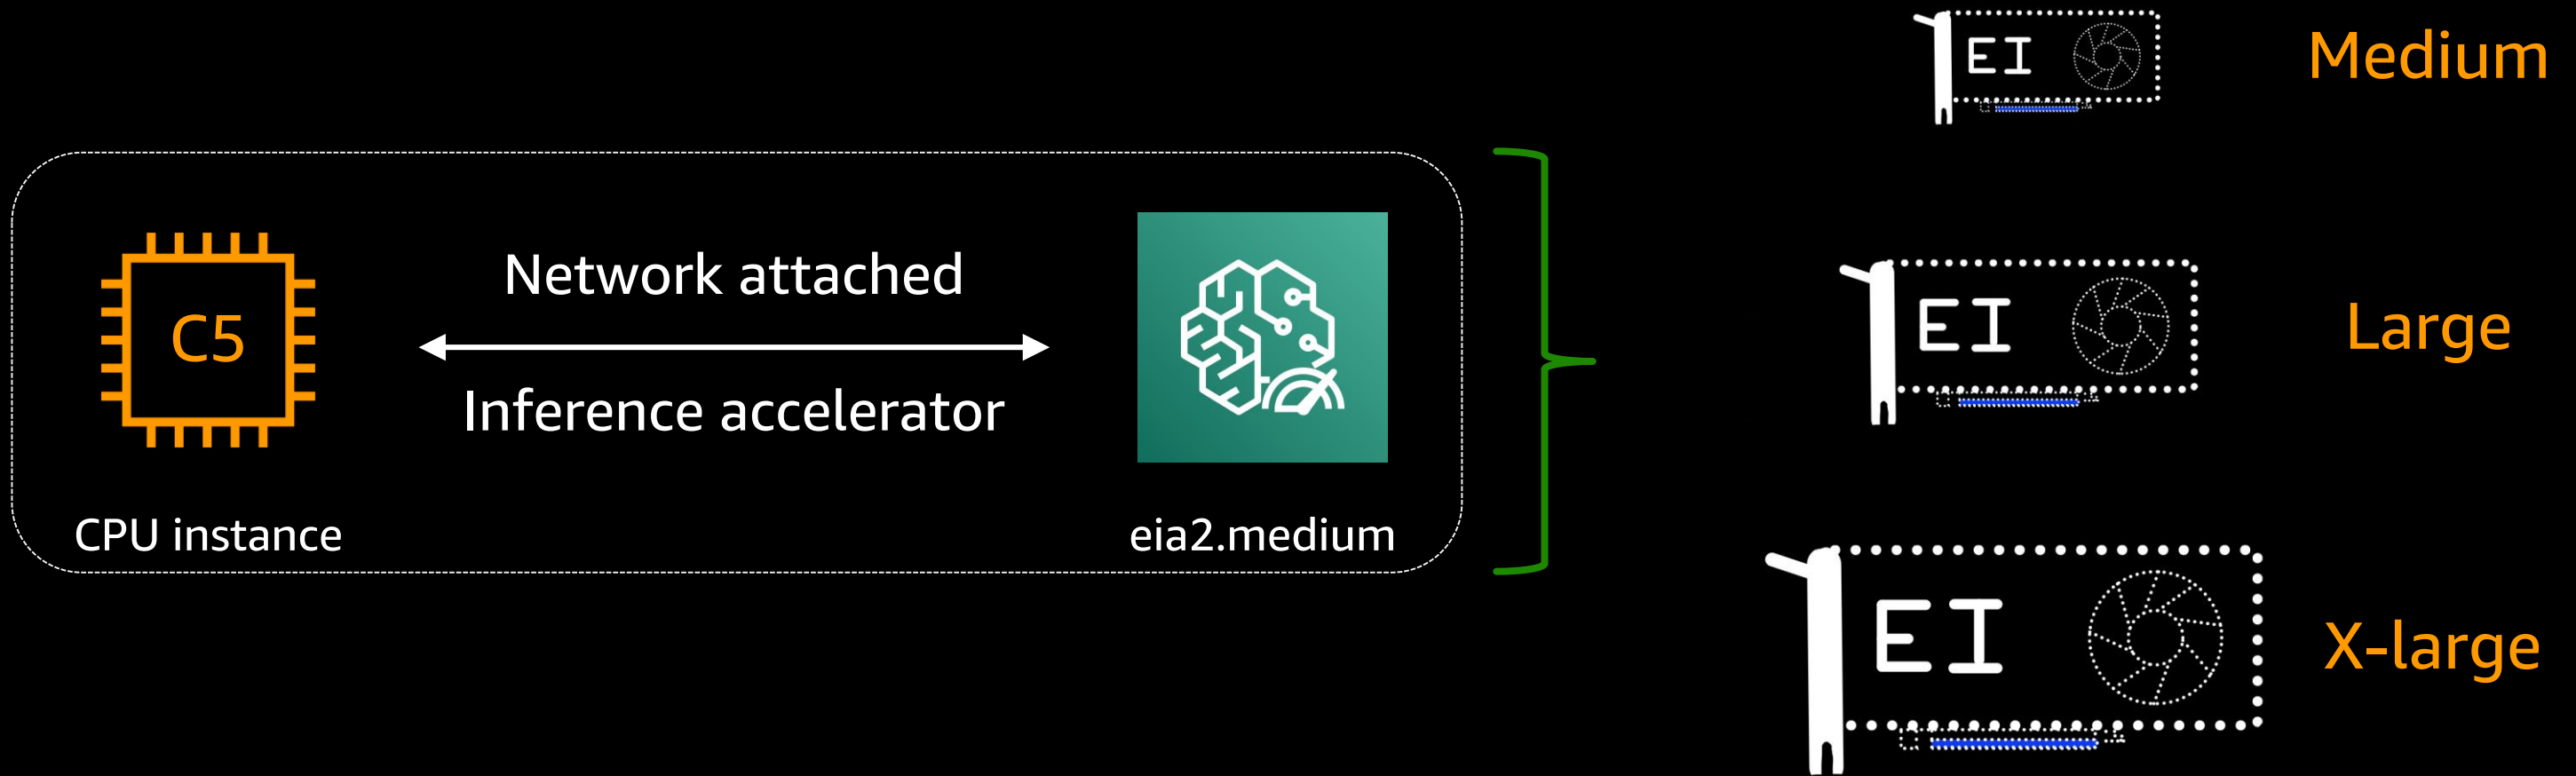 C5
Network attached
Inference accelerator
CPU instance
eia2.medium
EI
Medium
EI
Large
EI
X-large